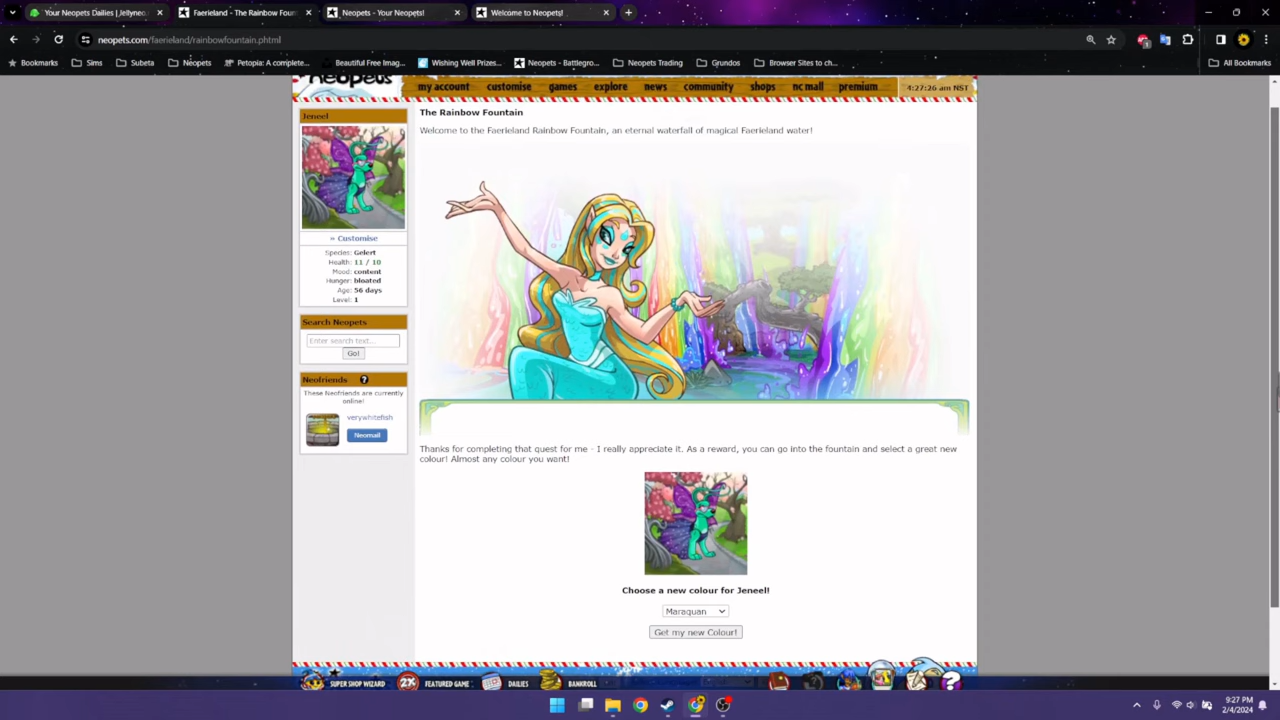 Your Neopets Dailies | Jellyneo
Faerieland - The Rainbow Foun
Neopets - Your Neopets!
Welcome to Neopets!
neopets.com/faerieland/rainbowfountain.phtml
Bookmarks
Sims
Subeta
Neopets
Petopia: A complete...
Beautiful Free Imag...
Wishing Well Prizes...
Neopets - Battlegro...
Neopets Trading
Grundos
Browser Sites to ch...
All Bookmarks
neopets
my account
customise
games
explore
news
community
shops
nc mall
premium
4:27:26 am NST
Jeneel
» Customise
Species: Gelert
Health: 11 / 10
Mood: content
Hunger: bloated
Age: 56 days
Level: 1
Search Neopets
Enter search text...
Go!
Neofriends ?
These Neofriends are currently
online!
verywhitefish
Neomail
The Rainbow Fountain
Welcome to the Faerieland Rainbow Fountain, an eternal waterfall of magical Faerieland water!
Thanks for completing that quest for me - I really appreciate it. As a reward, you can go into the fountain and select a great new
colour! Almost any colour you want!
Choose a new colour for Jeneel!
Maraquan
Get my new Colour!
SUPER SHOP WIZARD
2X
FEATURED GAME
DAILIES
BANKROLL
?
9:27 PM
2/4/2024